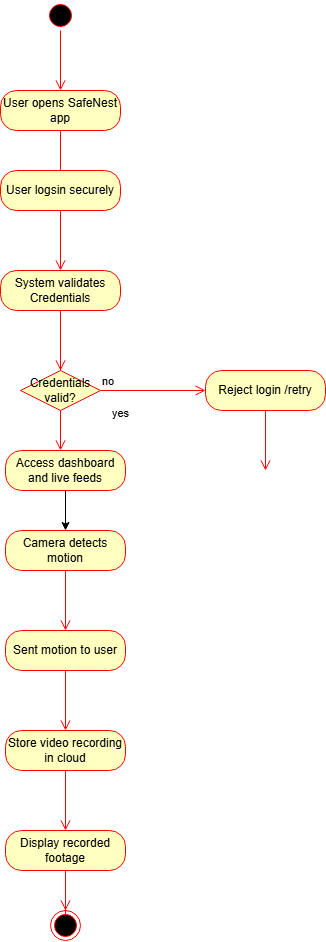 User opens SafeNest
app
User logsin securely
System validates
Credentials
Credentials
valid?
no
Reject login /retry
yes
Access dashboard
and live feeds
Camera detects
motion
Sent motion to user
Store video recording
in cloud
Display recorded
footage